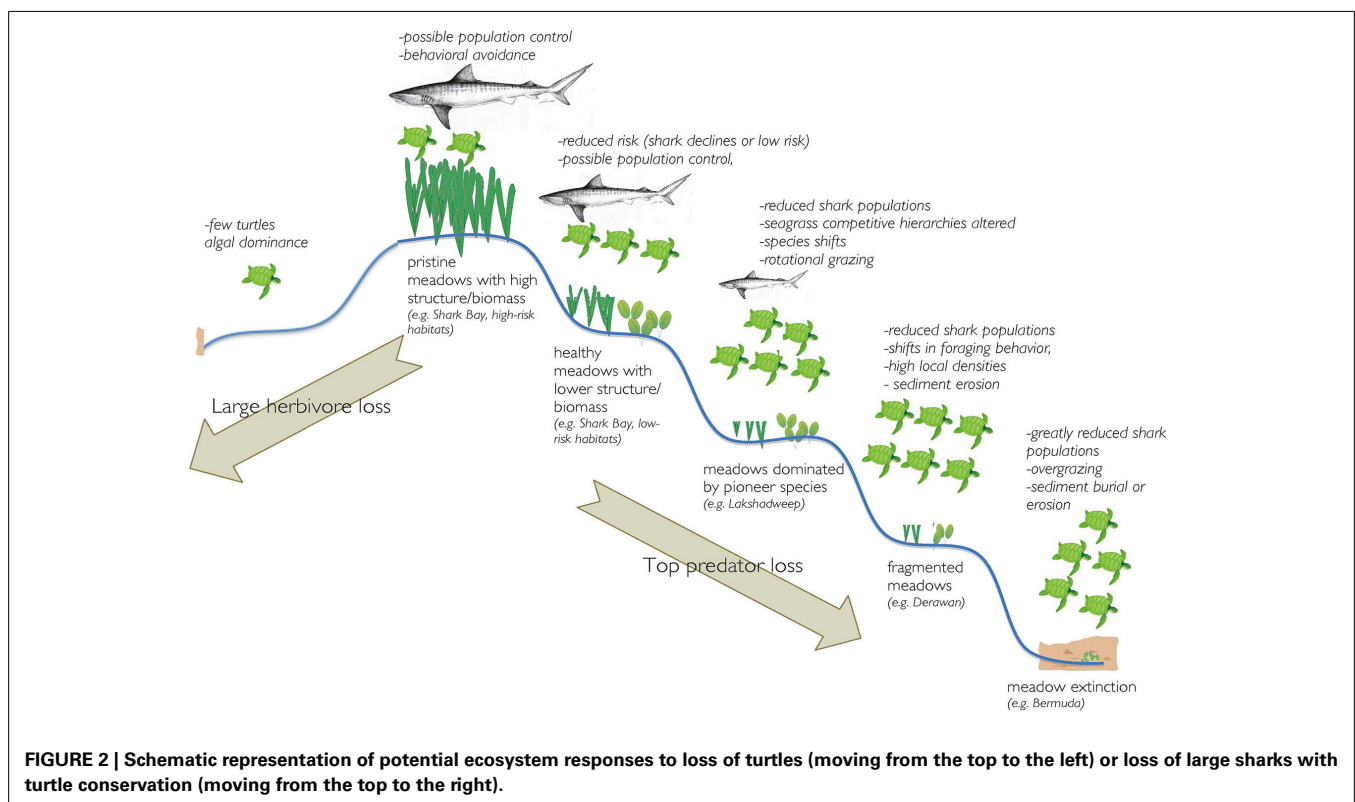 -possible population control
-behavioral avoidance
-reduced risk (shark declines or low risk)
-possible population control,
-reduced shark populations
-seagrass competitive hierarchies altered
-species shifts
-rotational grazing
-few turtles
algal dominance
pristine
meadows with high
structure/biomass
(e.g. Shark Bay, high-risk
habitats)
-reduced shark populations
-shifts in foraging behavior,
-high local densities
- sediment erosion
healthy
meadows with
lower structure/
biomass
(e.g. Shark Bay, low-
risk habitats)
Large herbivore loss
-greatly reduced shark
populations
-overgrazing
-sediment burial or
erosion
meadows dominated
by pioneer species
(e.g. Lakshadweep)
Top predator loss
fragmented
meadows
(e.g. Derawan)
meadow extinction
(e.g. Bermuda)
FIGURE 2 | Schematic representation of potential ecosystem responses to loss of turtles (moving from the top to the left) or loss of large sharks with
turtle conservation (moving from the top to the right).